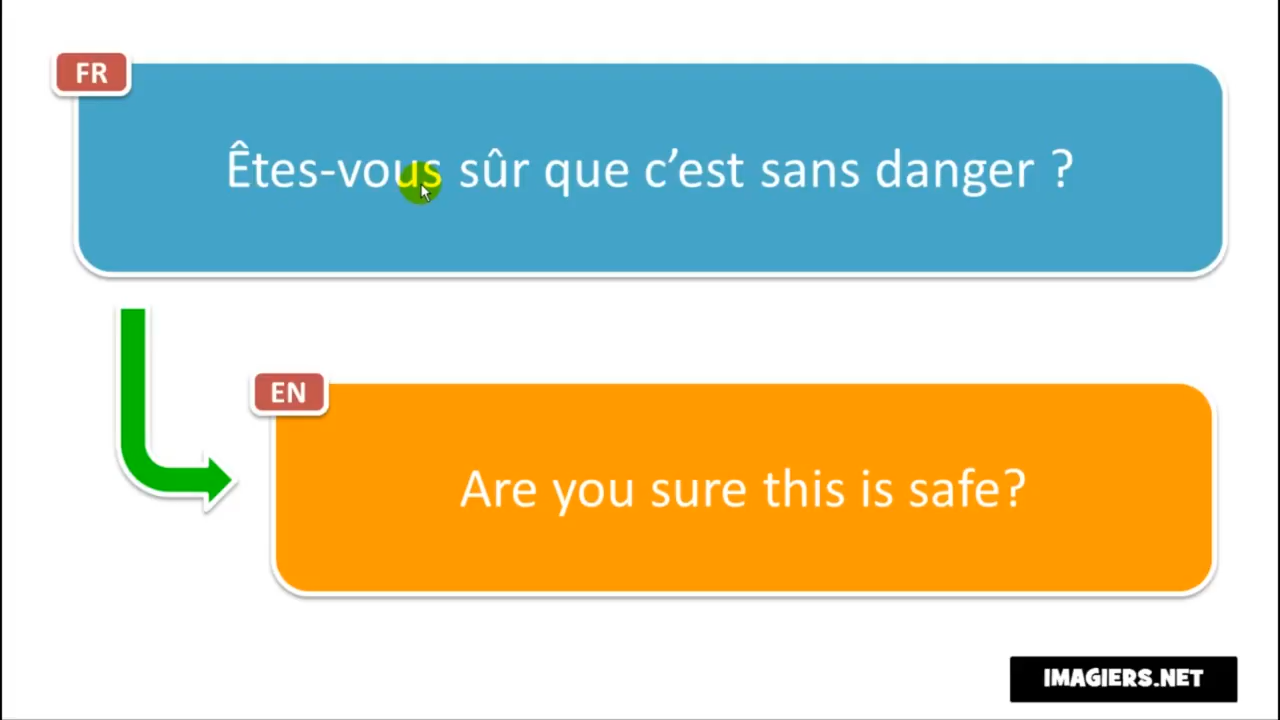 FR
Êtes-vous sûr que c’est sans danger ?
EN
Are you sure this is safe?
IMAGIERS.NET